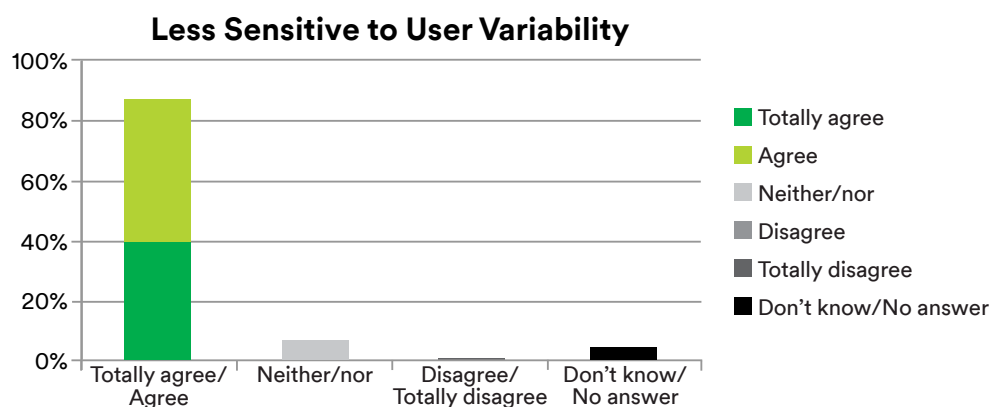 Less Sensitive to User Variability
100%
80%
60%
40%
20%
0%
Totally agree/
Agree
Neither/nor
Disagree/
Totally disagree
Don't know/
No answer
Totally agree
Agree
Neither/nor
Disagree
Totally disagree
Don't know/No answer